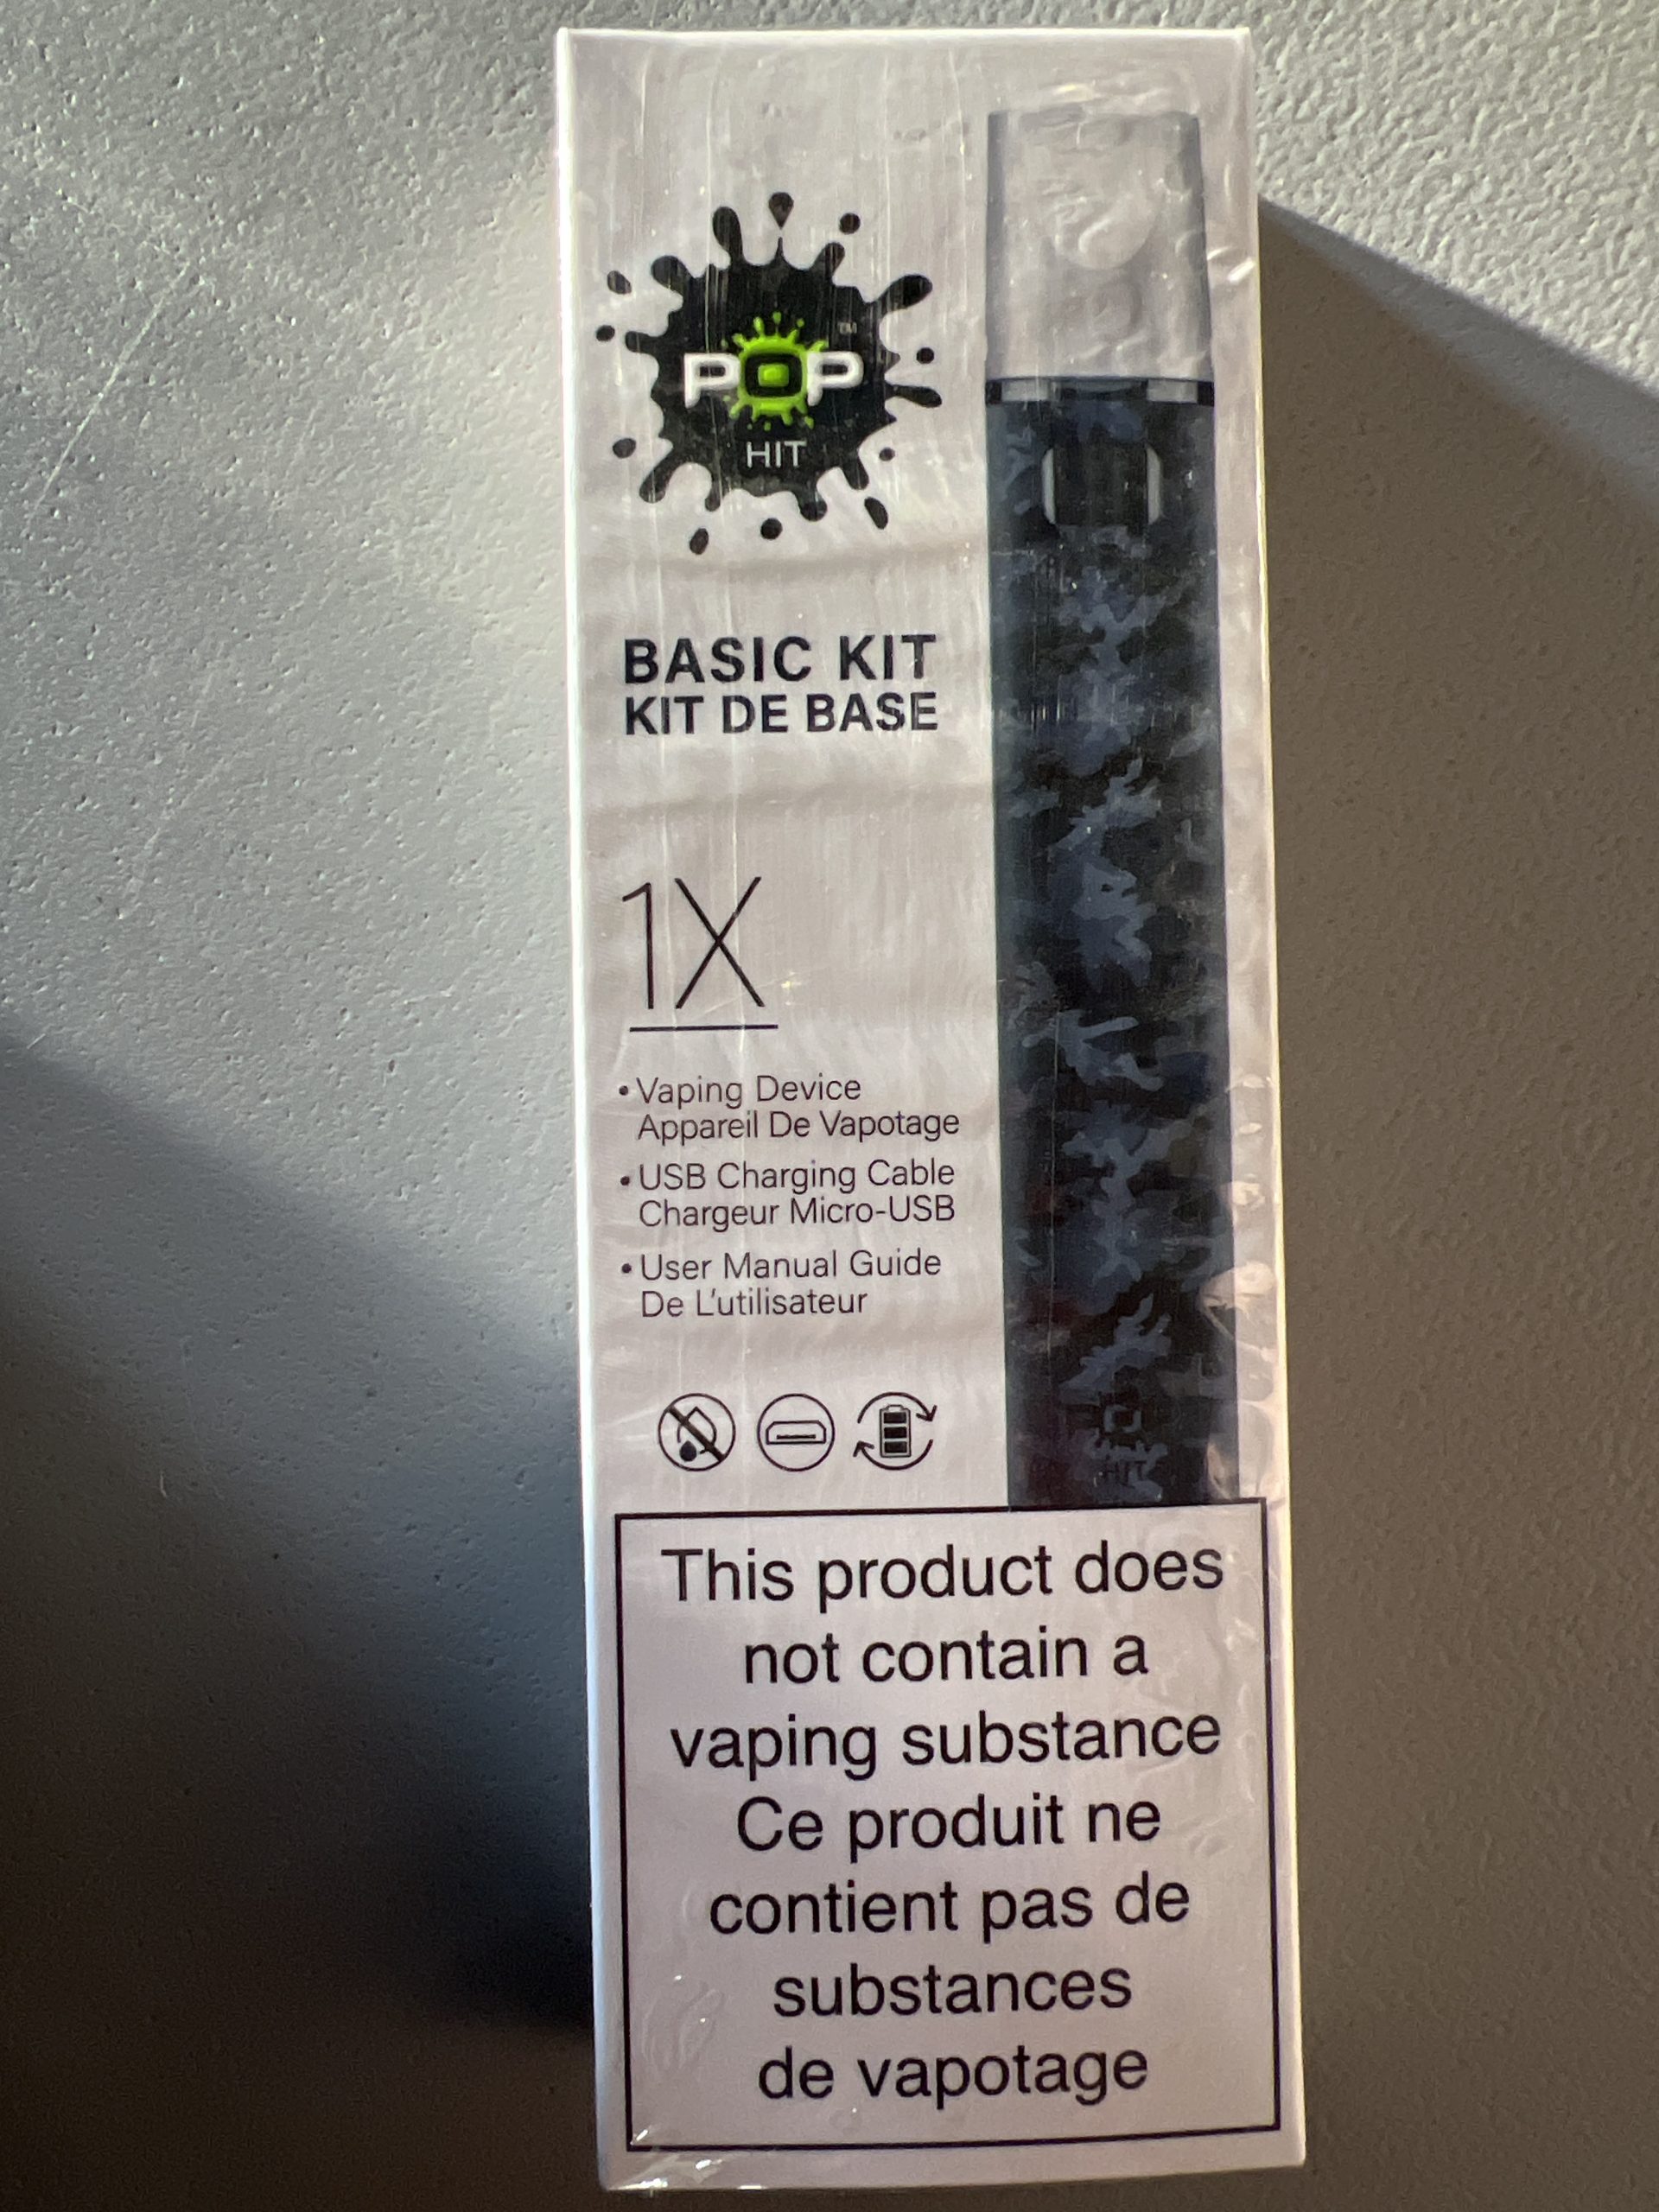 POP™
HIT
BASIC KIT
KIT DE BASE
1X
• Vaping Device
Appareil De Vapotage
• USB Charging Cable
Chargeur Micro-USB
• User Manual Guide
De L'utilisateur
HIT
This product does
not contain a
vaping substance
Ce produit ne
contient pas de
substances
de vapotage